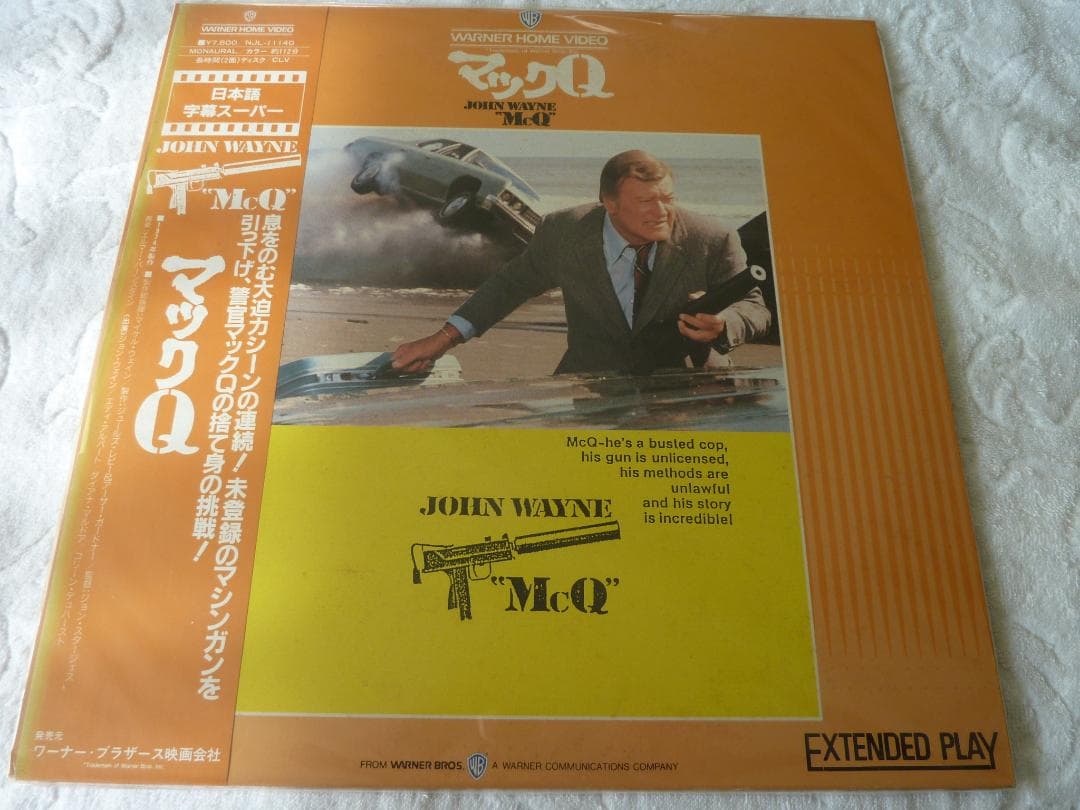 WARNER HOME VIDEO
¥7,800 NJL-11140
MONAURAL カラー 約112分
長時間(2面)ディスク CLV
日本語
字幕スーパー
JOHN WAYNE
"McQ"
マックQ
息をのむ大迫力シーンの連続!未登録のマシンガンを
引っ下げ、警官マックQの捨て身の挑戦!
発売元
ワーナー・ブラザース映画会社
WB
WARNER HOME VIDEO
マックQ
JOHN WAYNE
"McQ"
McQ-he's a busted cop,
his gun is unlicensed,
his methods are
unlawful
and his story
is incredible!
JOHN WAYNE
"McQ"
FROM WARNER BROS. WB A WARNER COMMUNICATIONS COMPANY
EXTENDED PLAY